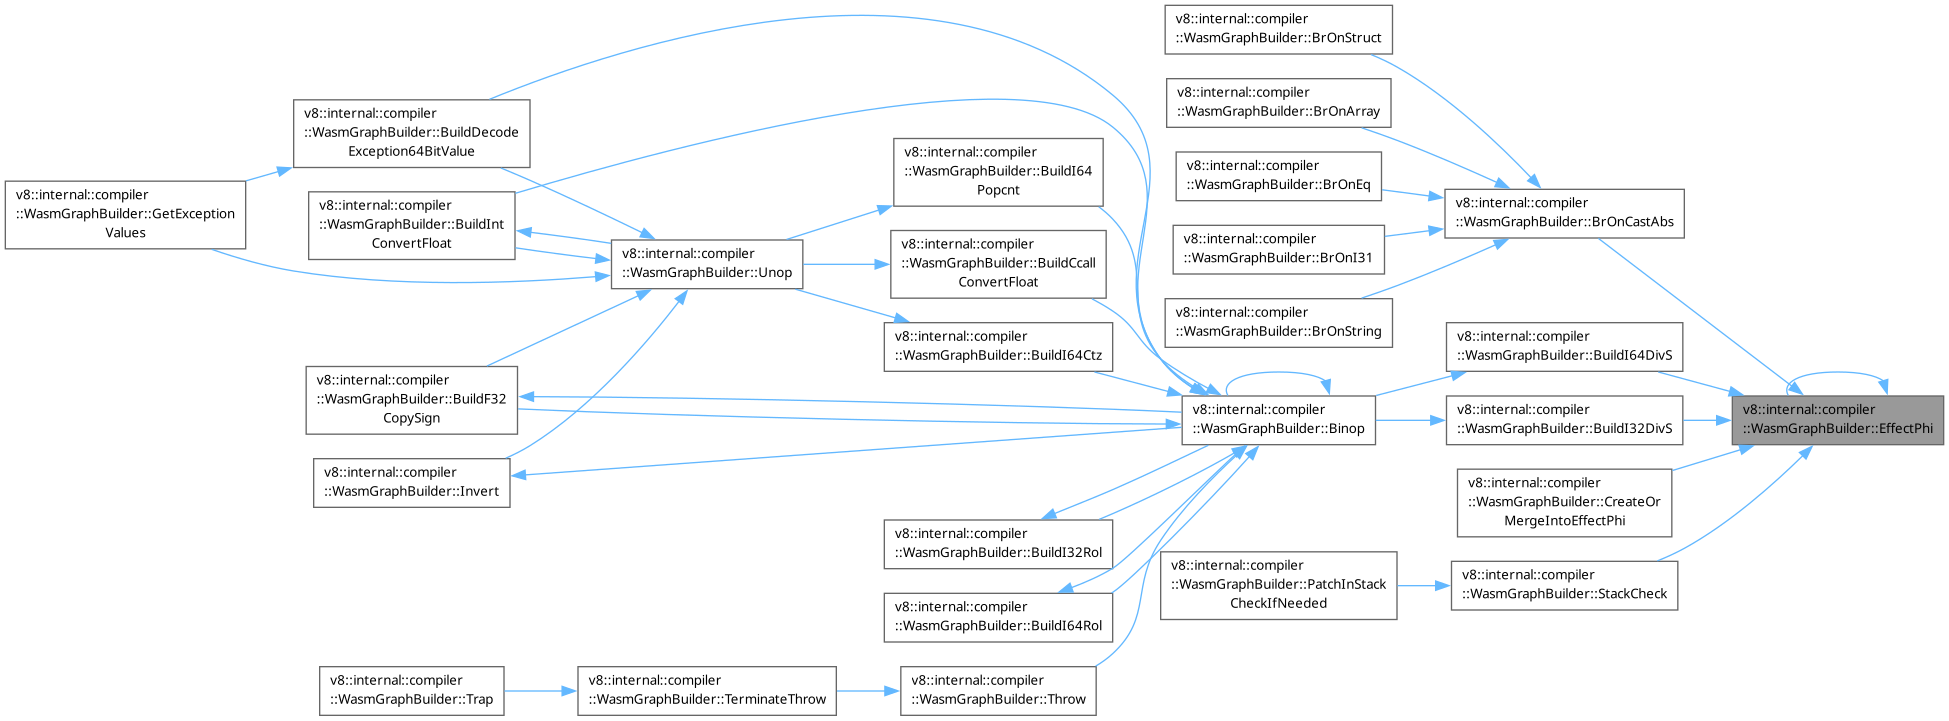 v8::internal::compiler
::WasmGraphBuilder::BrOnStruct
v8::internal::compiler
::WasmGraphBuilder::BrOnArray
v8::internal::compiler
::WasmGraphBuilder::BuildDecode
Exception64BitValue
v8::internal::compiler
::WasmGraphBuilder::BuildI64
Popcnt
v8::internal::compiler
::WasmGraphBuilder::BrOnEq
v8::internal::compiler
::WasmGraphBuilder::GetException
Values
v8::internal::compiler
::WasmGraphBuilder::BuildInt
ConvertFloat
v8::internal::compiler
::WasmGraphBuilder::BrOnCastAbs
v8::internal::compiler
::WasmGraphBuilder::Unop
v8::internal::compiler
::WasmGraphBuilder::BuildCcall
ConvertFloat
v8::internal::compiler
::WasmGraphBuilder::BrOnI31
v8::internal::compiler
::WasmGraphBuilder::BrOnString
v8::internal::compiler
::WasmGraphBuilder::BuildI64Ctz
v8::internal::compiler
::WasmGraphBuilder::BuildI64DivS
v8::internal::compiler
::WasmGraphBuilder::BuildF32
CopySign
v8::internal::compiler
::WasmGraphBuilder::Binop
v8::internal::compiler
::WasmGraphBuilder::BuildI32DivS
v8::internal::compiler
::WasmGraphBuilder::EffectPhi
v8::internal::compiler
::WasmGraphBuilder::Invert
v8::internal::compiler
::WasmGraphBuilder::CreateOr
MergeIntoEffectPhi
v8::internal::compiler
::WasmGraphBuilder::BuildI32Rol
v8::internal::compiler
::WasmGraphBuilder::PatchInStack
CheckIfNeeded
v8::internal::compiler
::WasmGraphBuilder::StackCheck
v8::internal::compiler
::WasmGraphBuilder::BuildI64Rol
v8::internal::compiler
::WasmGraphBuilder::Trap
v8::internal::compiler
::WasmGraphBuilder::TerminateThrow
v8::internal::compiler
::WasmGraphBuilder::Throw